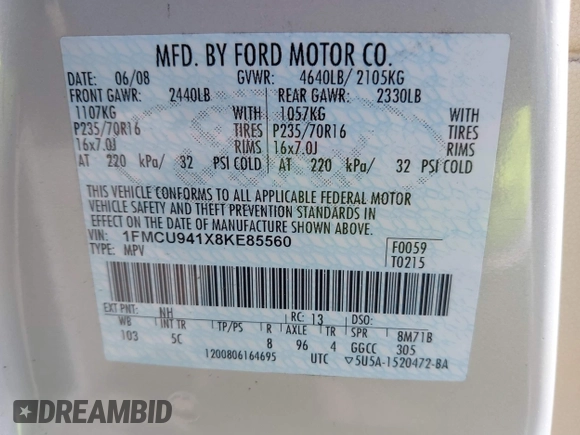 MFD. BY FORD MOTOR CO.
DATE: 06/08 GVWR: 4640LB/ 2105KG
FRONT GAWR: 2440LB REAR GAWR: 2330LB
1107KG WITH 1057KG WITH
P235/70R16 TIRES P235/70R16 TIRES
16x7.0J RIMS 16x7.0J RIMS
AT 220 kPa/ 32 PSI COLD AT 220 kPa/ 32 PSI COLD
THIS VEHICLE CONFORMS TO ALL APPLICABLE FEDERAL MOTOR
VEHICLE SAFETY AND THEFT PREVENTION STANDARDS IN
EFFECT ON THE DATE OF MANUFACTURE SHOWN ABOVE.
VIN: 1FMCU941X8KE85560 F0059
TYPE: MPV T0215
EXT PNT: NH RC: 13 DSO:
WB INT TR TP/PS R AXLE TR SPR 8M71B
103 5C 8 96 4 GGCC 305
1200806164695 UTC ▽5U5A-1520472-BA
DREAMBID